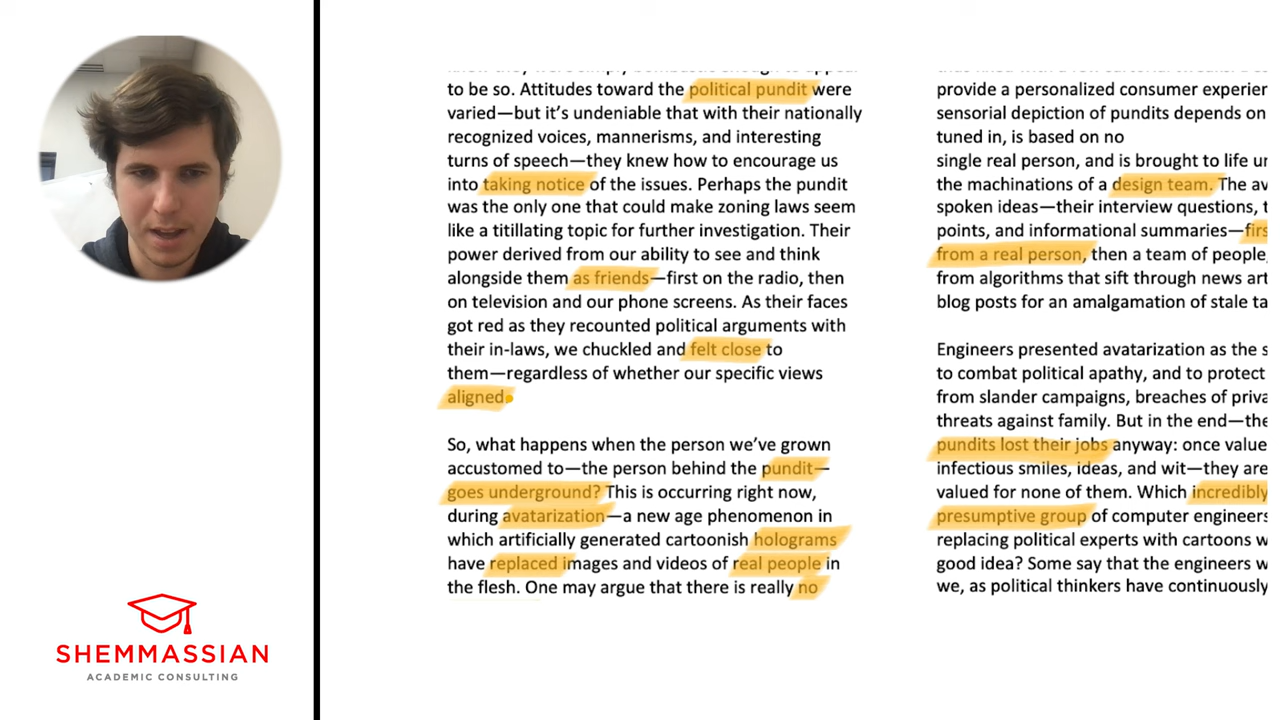 to be so. Attitudes toward the political pundit were
varied—but it's undeniable that with their nationally
recognized voices, mannerisms, and interesting
turns of speech—they knew how to encourage us
into taking notice of the issues. Perhaps the pundit
was the only one that could make zoning laws seem
like a titillating topic for further investigation. Their
power derived from our ability to see and think
alongside them as friends—first on the radio, then
on television and our phone screens. As their faces
got red as they recounted political arguments with
their in-laws, we chuckled and felt close to
them—regardless of whether our specific views
aligned.
So, what happens when the person we've grown
accustomed to—the person behind the pundit—
goes underground? This is occurring right now,
during avatarization—a new age phenomenon in
which artificially generated cartoonish holograms
have replaced images and videos of real people in
the flesh. One may argue that there is really no
provide a personalized consumer experien
sensorial depiction of pundits depends on
tuned in, is based on no
single real person, and is brought to life u
the machinations of a design team. The av
spoken ideas—their interview questions, t
points, and informational summaries—firs
from a real person, then a team of people,
from algorithms that sift through news art
blog posts for an amalgamation of stale ta
Engineers presented avatarization as the s
to combat political apathy, and to protect
from slander campaigns, breaches of priva
threats against family. But in the end—the
pundits lost their jobs anyway: once value
infectious smiles, ideas, and wit—they are
valued for none of them. Which incredibly
presumptive group of computer engineers
replacing political experts with cartoons w
good idea? Some say that the engineers w
we, as political thinkers have continuously
SHEMMASSIAN
ACADEMIC CONSULTING